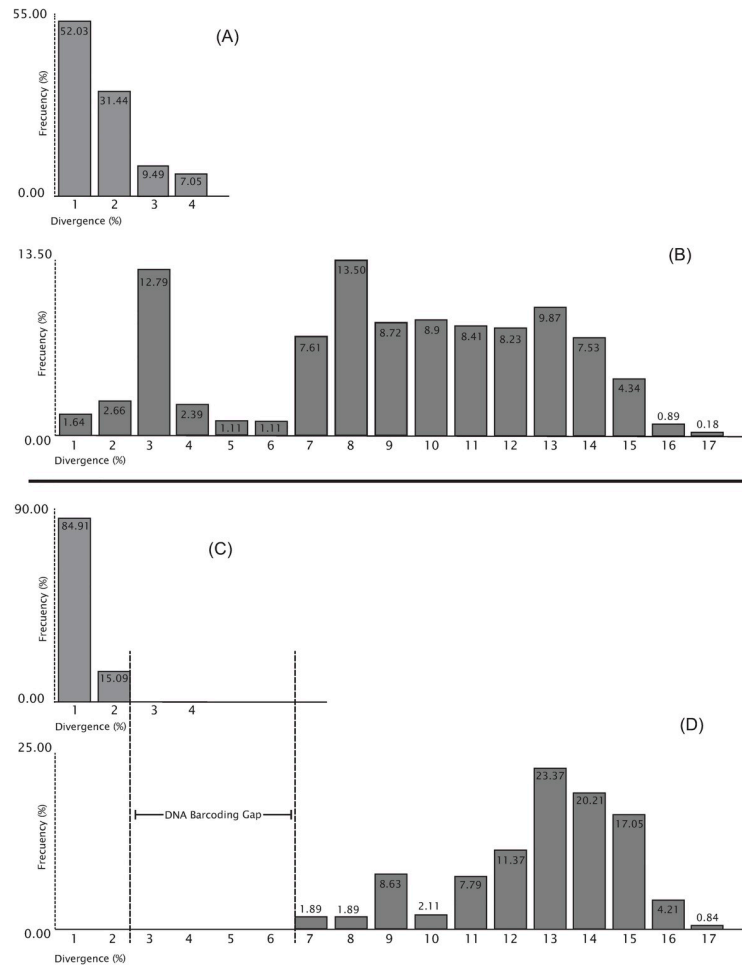 55.00
(A)
52.03
31.44
9.49
7.05
Frecuency (%)
0.00
1 2 3 4
Divergence (%)
13.50
(B)
1.64
2.66
12.79
2.39
1.11
1.11
7.61
13.50
8.72
8.9
8.41
8.23
9.87
7.53
4.34
0.89
0.18
Frecuency (%)
0.00
1 2 3 4 5 6 7 8 9 10 11 12 13 14 15 16 17
Divergence (%)
90.00
(C)
84.91
15.09
Frecuency (%)
0.00
1 2 3 4
Divergence (%)
25.00
(D)
DNA Barcoding Gap
1.89
1.89
8.63
2.11
7.79
11.37
23.37
20.21
17.05
4.21
0.84
Frecuency (%)
0.00
1 2 3 4 5 6 7 8 9 10 11 12 13 14 15 16 17
Divergence (%)